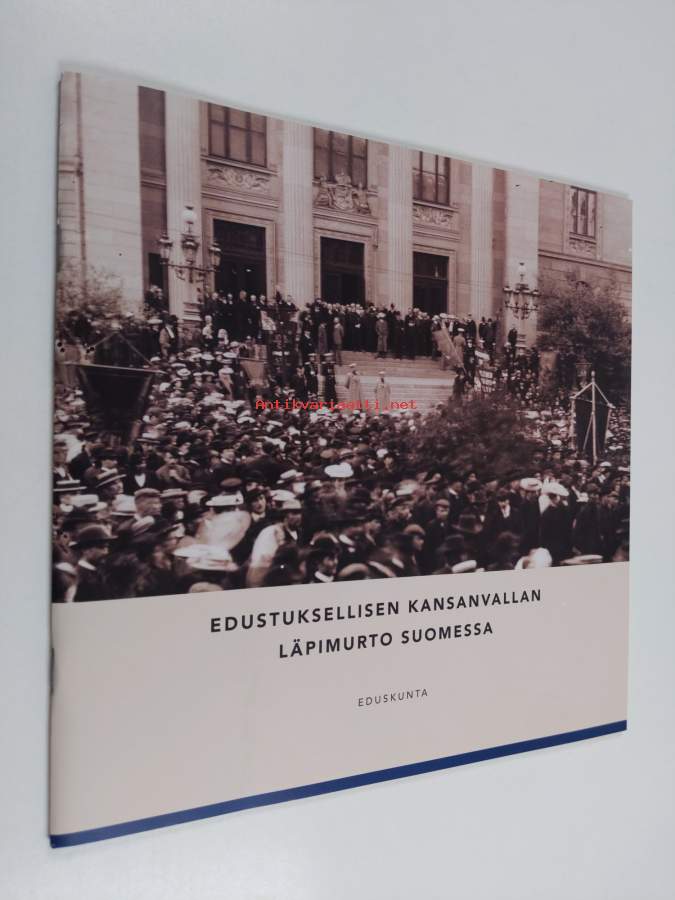 Antikvariaatti.net
EDUSTUKSELLISEN KANSANVALLAN
LÄPIMURTO SUOMESSA
EDUSKUNTA